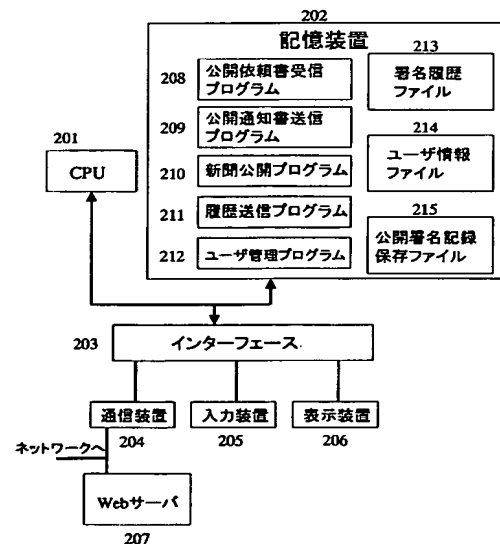 202
記憶装置
208
公開依頼書受信
プログラム
209
公開通知書送信
プログラム
210
新聞公開プログラム
211
履歴送信プログラム
212
ユーザ管理プログラム
213
署名履歴
ファイル
214
ユーザ情報
ファイル
215
公開署名記録
保存ファイル
201
CPU
203
インターフェース
通信装置
204
入力装置
205
表示装置
206
ネットワークへ
Webサーバ
207